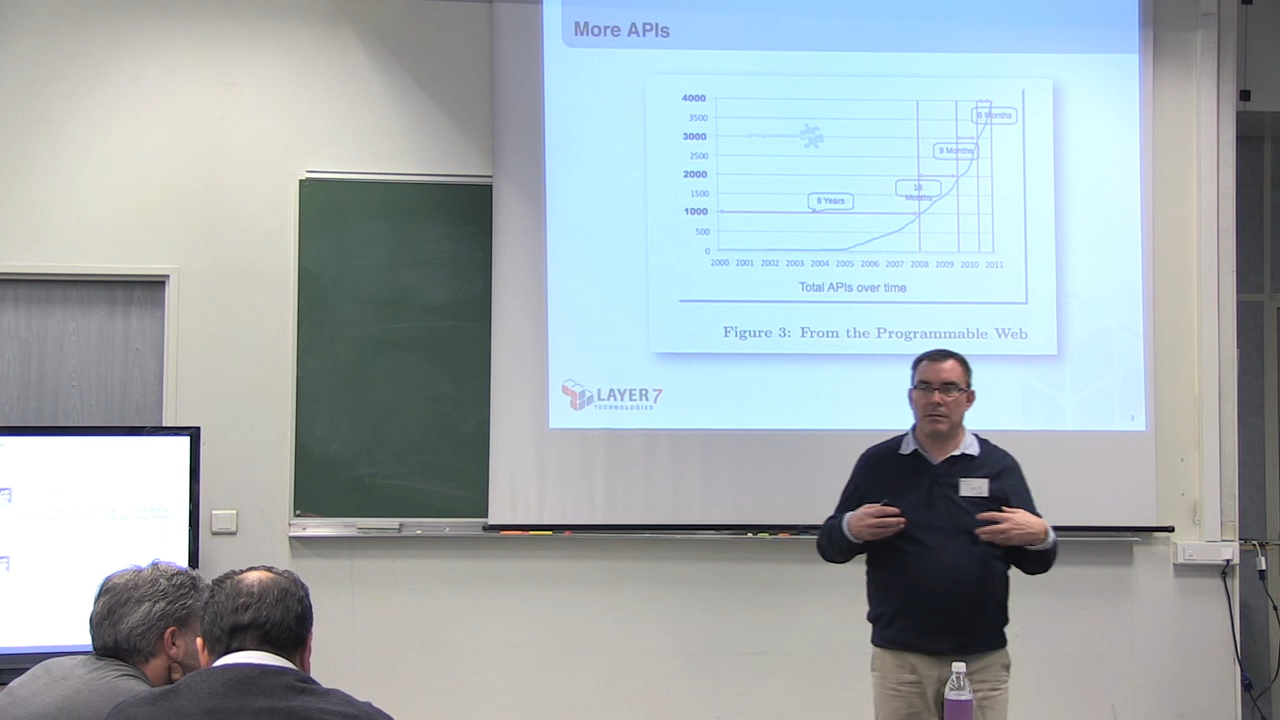 More APIs
4000
3500
3000
2500
2000
1500
1000
500
0
8 Years
18 Months
9 Months
6 Months
2000 2001 2002 2003 2004 2005 2006 2007 2008 2009 2010 2011
Total APIs over time
Figure 3: From the Programmable Web
LAYER 7
TECHNOLOGIES
9